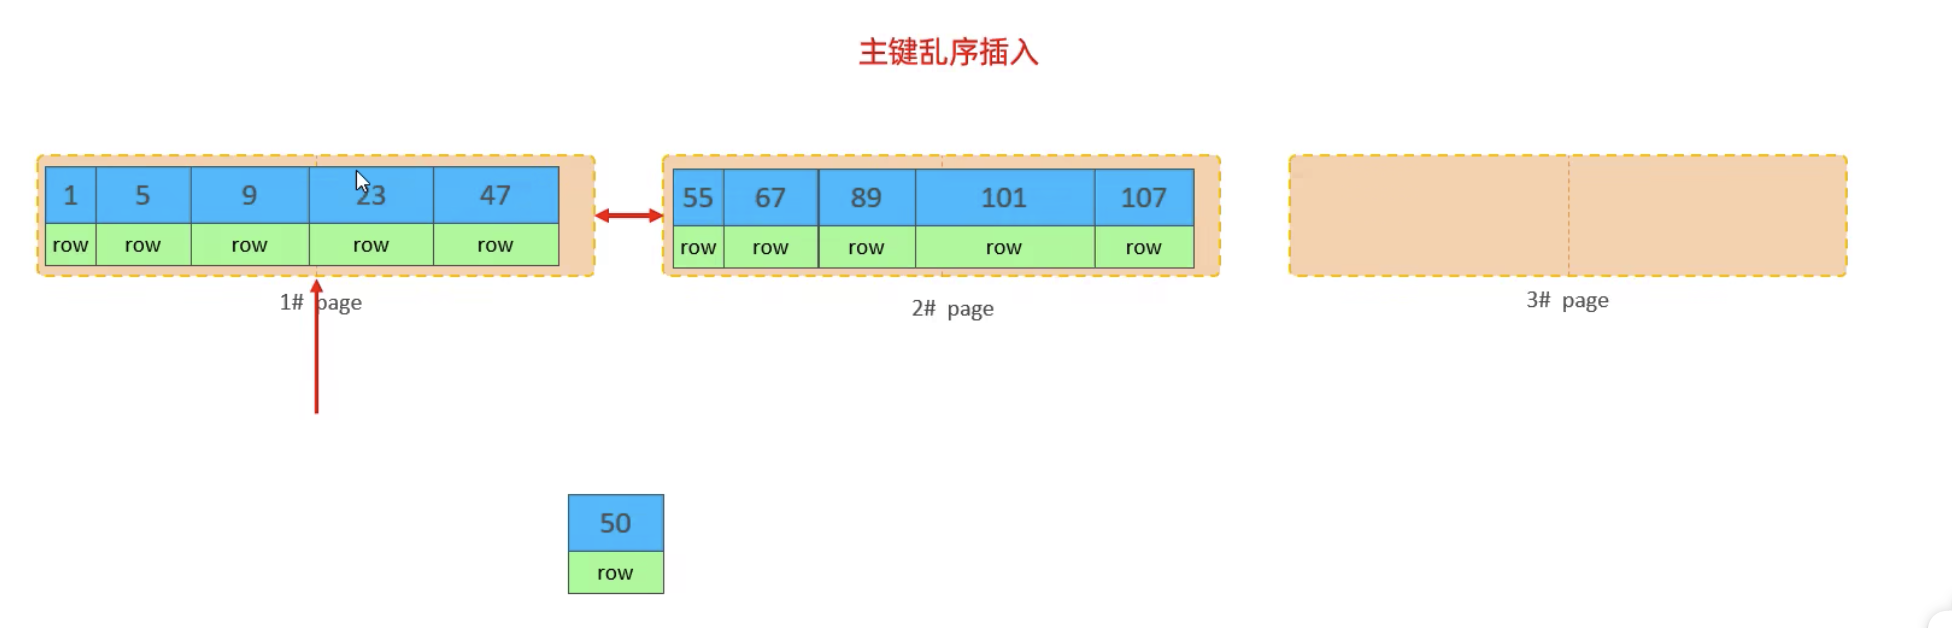 主键乱序插入
1 5 9 23 47
row row row row row
55 67 89 101 107
row row row row row
1# page
2# page
3# page
50
row